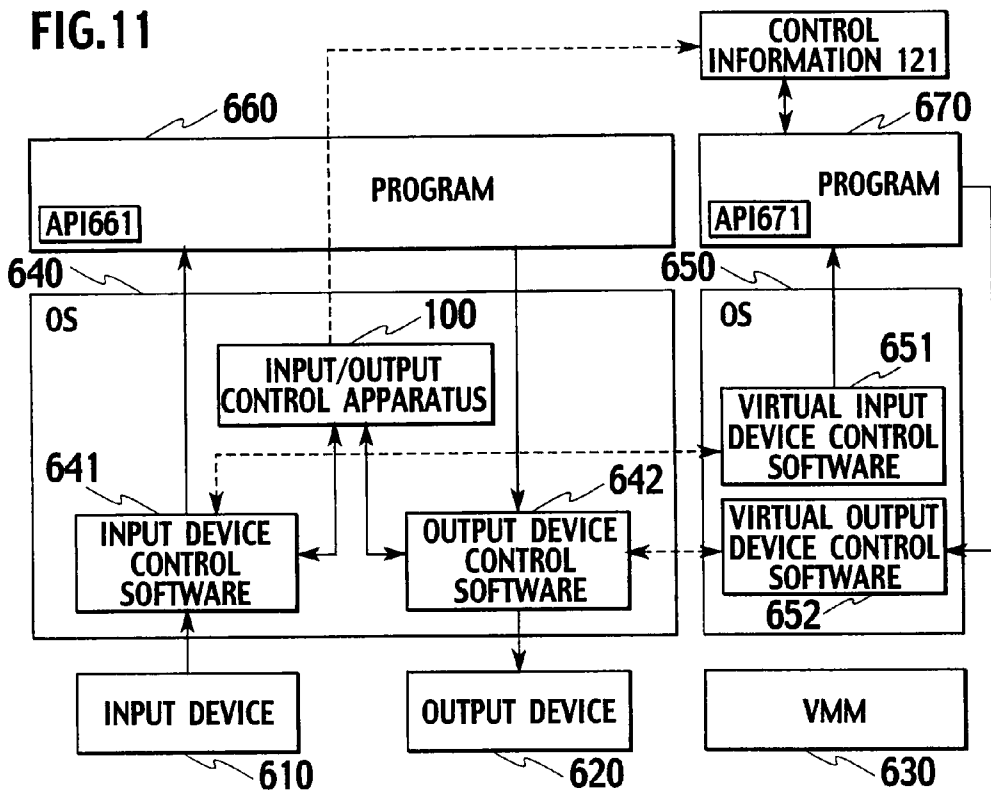 FIG.11
CONTROL
INFORMATION 121
660
670
PROGRAM
API661
PROGRAM
API671
640
650
OS
100
INPUT/OUTPUT
CONTROL APPARATUS
OS
651
VIRTUAL INPUT
DEVICE CONTROL
SOFTWARE
641
INPUT DEVICE
CONTROL
SOFTWARE
642
OUTPUT DEVICE
CONTROL
SOFTWARE
VIRTUAL OUTPUT
DEVICE CONTROL
SOFTWARE
652
INPUT DEVICE
OUTPUT DEVICE
VMM
610
620
630